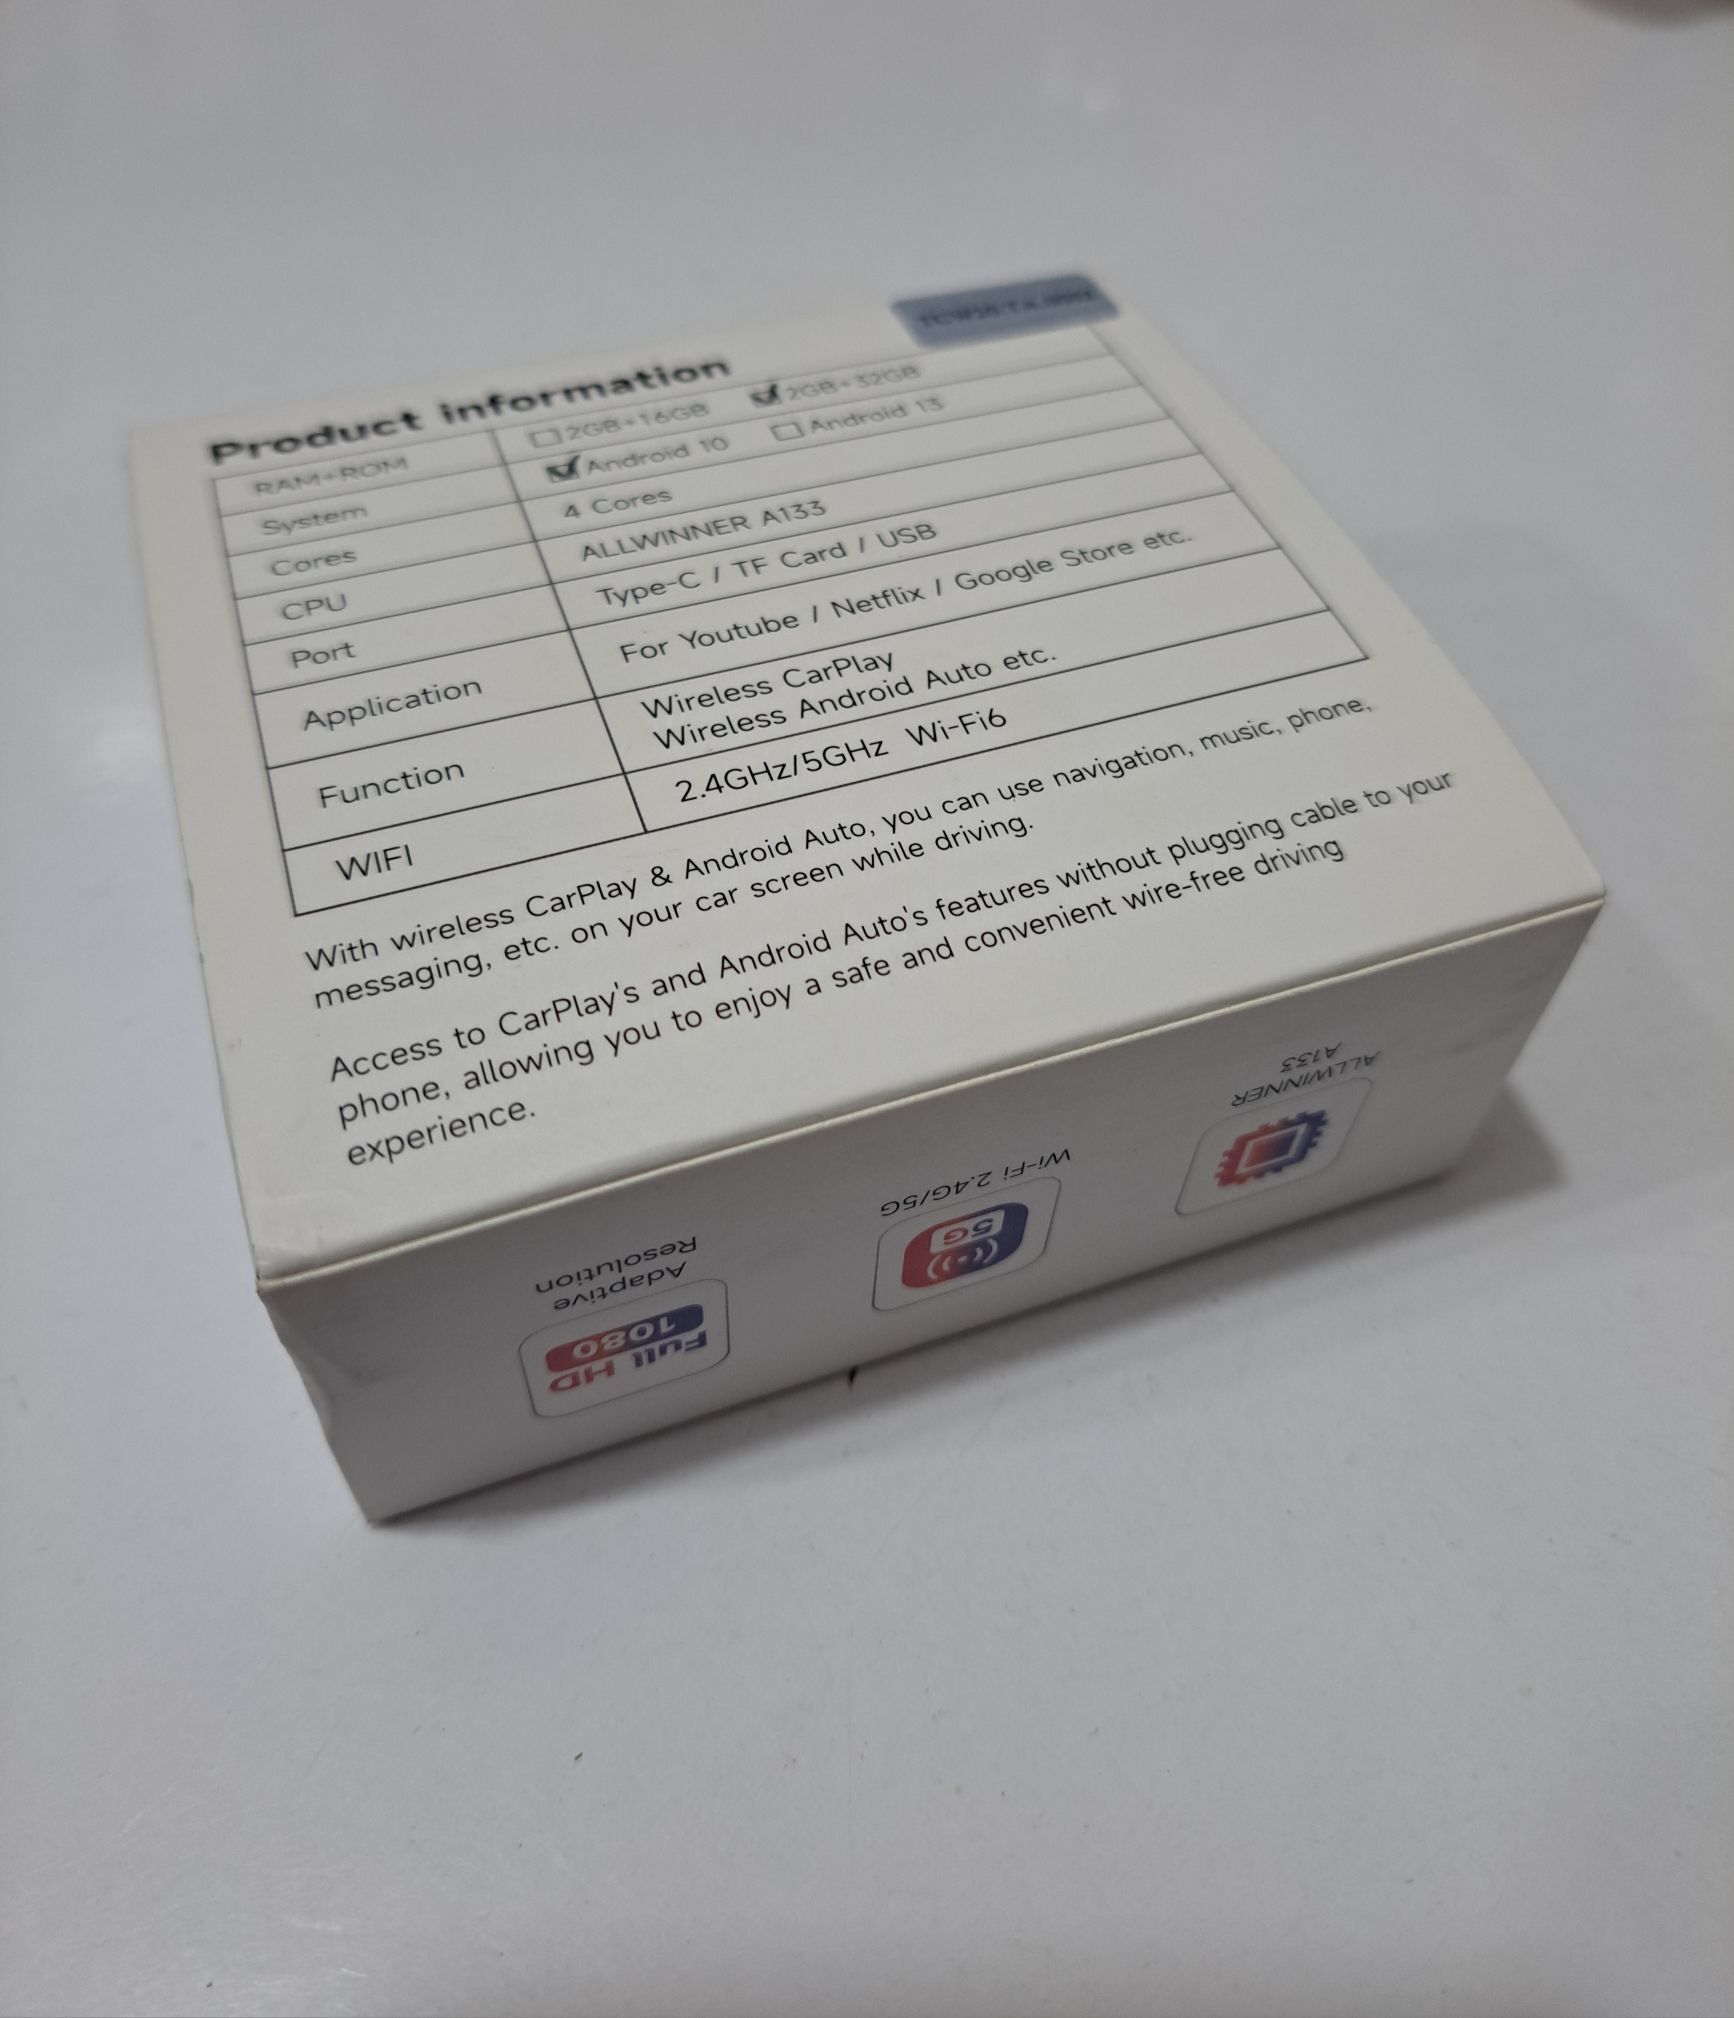 Product information
RAM+ROM ☐2GB+16GB ☑2GB+32GB
System ☑Android 10 ☐Android 13
Cores 4 Cores
CPU ALLWINNER A133
Port Type-C / TF Card / USB
Application For Youtube / Netflix / Google Store etc.
Function Wireless CarPlay
Wireless Android Auto etc.
WIFI 2.4GHz/5GHz Wi-Fi6
With wireless CarPlay & Android Auto, you can use navigation, music, phone,
messaging, etc. on your car screen while driving.
Access to CarPlay's and Android Auto's features without plugging cable to your
phone, allowing you to enjoy a safe and convenient wire-free driving
experience.
ALLWINNER
A133
Wi-Fi 2.4G/5G
5G
Full HD
1080
Adaptive
Resolution